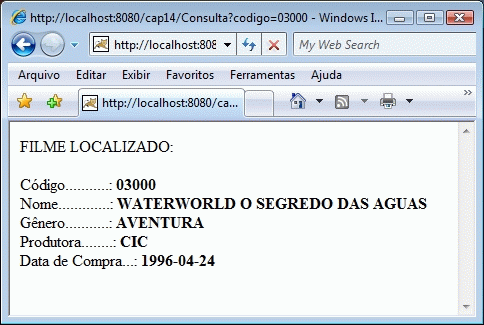 http://localhost:8080/cap14/Consulta?codigo=03000 - Windows I...
http://localhost:808
My Web Search
Arquivo Editar Exibir Favoritos Ferramentas Ajuda
http://localhost:8080/ca...
FILME LOCALIZADO:
Código...........: 03000
Nome.............: WATERWORLD O SEGREDO DAS AGUAS
Gênero...........: AVENTURA
Produtora........: CIC
Data de Compra...: 1996-04-24